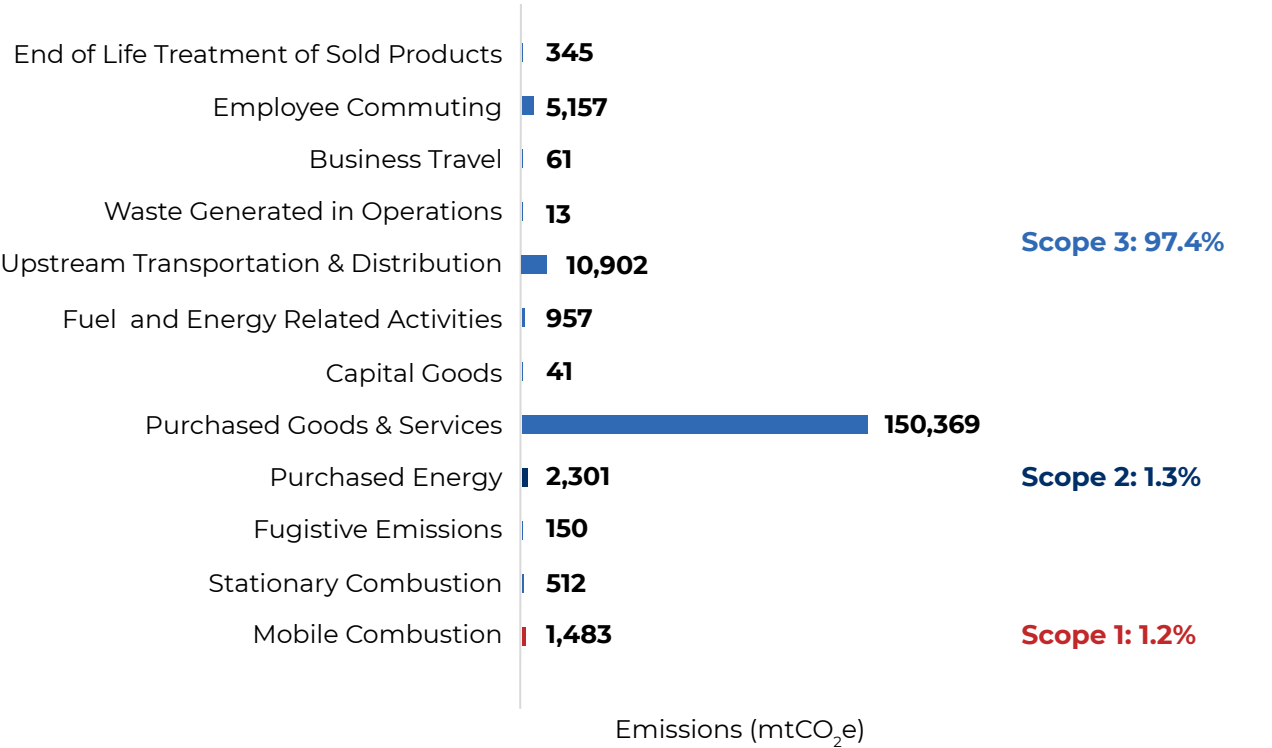 End of Life Treatment of Sold Products 345
Employee Commuting 5,157
Business Travel 61
Waste Generated in Operations 13
Scope 3: 97.4%
Upstream Transportation & Distribution 10,902
Fuel  and Energy Related Activities 957
Capital Goods 41
Purchased Goods & Services 150,369
Purchased Energy 2,301 Scope 2: 1.3%
Fugistive Emissions 150
Stationary Combustion 512
Mobile Combustion 1,483 Scope 1: 1.2%
Emissions (mtCO₂e)